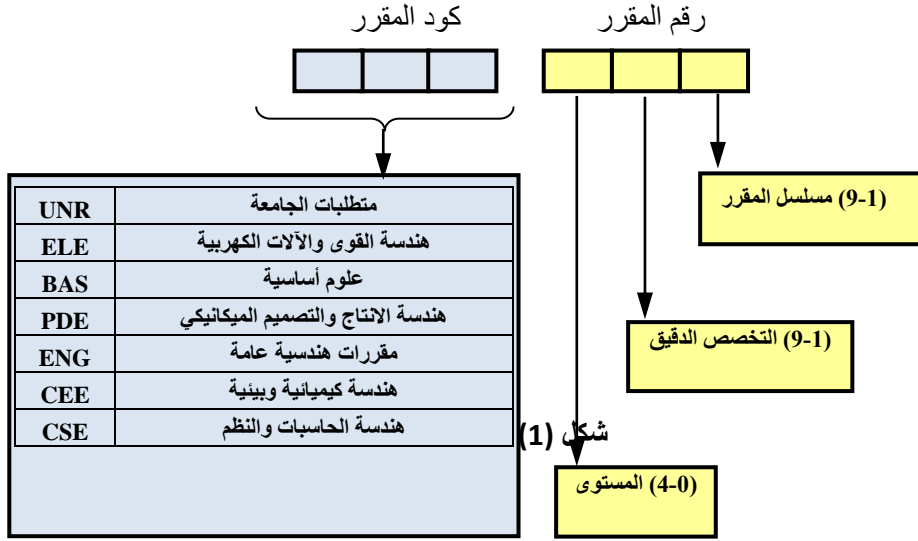 رقم المقرر
كود المقرر
UNR متطلبات الجامعة
ELE هندسة القوى والآلات الكهربية
BAS علوم أساسية
PDE هندسة الانتاج والتصميم الميكانيكي
ENG مقررات هندسية عامة
CEE هندسة كيميائية وبيئية
CSE هندسة الحاسبات والنظم
(9-1) مسلسل المقرر
(9-1) التخصص الدقيق
شكل (1)
(4-0) المستوى